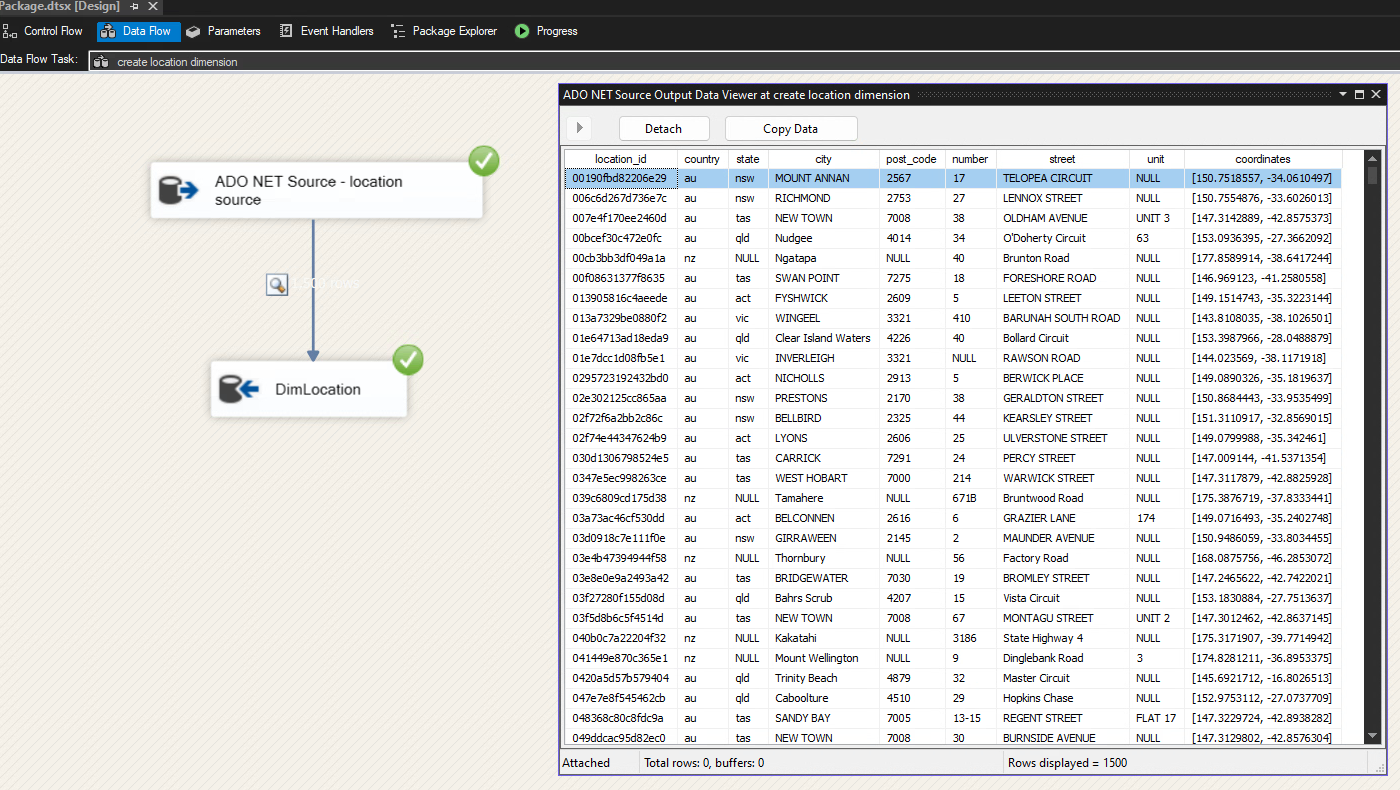 Package.dtsx [Design]
Control Flow Data Flow Parameters Event Handlers Package Explorer Progress
Data Flow Task: create location dimension
ADO NET Source - location
source
DimLocation
ADO NET Source Output Data Viewer at create location dimension
Detach Copy Data
location_id country state city post_code number street unit coordinates
00190fbd82206e29 au nsw MOUNT ANNAN 2567 17 TELOPEA CIRCUIT NULL [150.7518557, -34.0610497]
006c6d267d736e7c au nsw RICHMOND 2753 27 LENNOX STREET NULL [150.7554876, -33.6026013]
007e4f170ee2460d au tas NEW TOWN 7008 38 OLDHAM AVENUE UNIT 3 [147.3142889, -42.8575373]
00bcef30c472e0fc au qld Nudgee 4014 34 O'Doherty Circuit 63 [153.0936395, -27.3662092]
00cb3bb3df049a1a nz NULL Ngatapa NULL 40 Brunton Road NULL [177.8589914, -38.6417244]
00f08631377f8635 au tas SWAN POINT 7275 18 FORESHORE ROAD NULL [146.969123, -41.2580558]
013905816c4aeede au act FYSHWICK 2609 5 LEETON STREET NULL [149.1514743, -35.3223144]
013a7329be0880f2 au vic WINGEEL 3321 410 BARUNAH SOUTH ROAD NULL [143.8108035, -38.1026501]
01e64713ad18eda9 au qld Clear Island Waters 4226 40 Bollard Circuit NULL [153.3987966, -28.0488879]
01e7dcc1d08fb5e1 au vic INVERLEIGH 3321 NULL RAWSON ROAD NULL [144.023569, -38.1171918]
0295723192432bd0 au act NICHOLLS 2913 5 BERWICK PLACE NULL [149.0890326, -35.1819637]
02e302125cc865aa au nsw PRESTONS 2170 38 GERALDTON STREET NULL [150.8684443, -33.9535499]
02f72f6a2bb2c86c au nsw BELLBIRD 2325 44 KEARSLEY STREET NULL [151.3110917, -32.8569015]
02f74e44347624b9 au act LYONS 2606 25 ULVERSTONE STREET NULL [149.0799988, -35.342461]
030d1306798524e5 au tas CARRICK 7291 24 PERCY STREET NULL [147.009144, -41.5371354]
0347e5ec998263ce au tas WEST HOBART 7000 214 WARWICK STREET NULL [147.3117879, -42.8825928]
039c6809cd175d38 nz NULL Tamahere NULL 671B Bruntwood Road NULL [175.3876719, -37.8333441]
03a73ac46cf530dd au act BELCONNEN 2616 6 GRAZIER LANE 174 [149.0716493, -35.2402748]
03d0918c7e111f0e au nsw GIRRAWEEN 2145 2 MAUNDER AVENUE NULL [150.9486059, -33.8034455]
03e4b47394944f58 nz NULL Thornbury NULL 56 Factory Road NULL [168.0875756, -46.2853072]
03e8e0e9a2493a42 au tas BRIDGEWATER 7030 19 BROMLEY STREET NULL [147.2465622, -42.7422021]
03f27280f155d08d au qld Bahrs Scrub 4207 15 Vista Circuit NULL [153.1830884, -27.7513637]
03f5d8b6c5f4514d au tas NEW TOWN 7008 67 MONTAGU STREET UNIT 2 [147.3012462, -42.8637145]
040b0c7a22204f32 nz NULL Kakatahi NULL 3186 State Highway 4 NULL [175.3171907, -39.7714942]
041449e870c365e1 nz NULL Mount Wellington NULL 9 Dinglebank Road 3 [174.8281211, -36.8953375]
0420a5d57b579404 au qld Trinity Beach 4879 32 Master Circuit NULL [145.6921712, -16.8026513]
047e7e8f545462cb au qld Caboolture 4510 29 Hopkins Chase NULL [152.9753112, -27.0737709]
048368c80c8fdc9a au tas SANDY BAY 7005 13-15 REGENT STREET FLAT 17 [147.3229724, -42.8938282]
049ddcac95d82ec0 au tas NEW TOWN 7008 30 BURNSIDE AVENUE NULL [147.3129802, -42.8576304]
Attached Total rows: 0, buffers: 0 Rows displayed = 1500